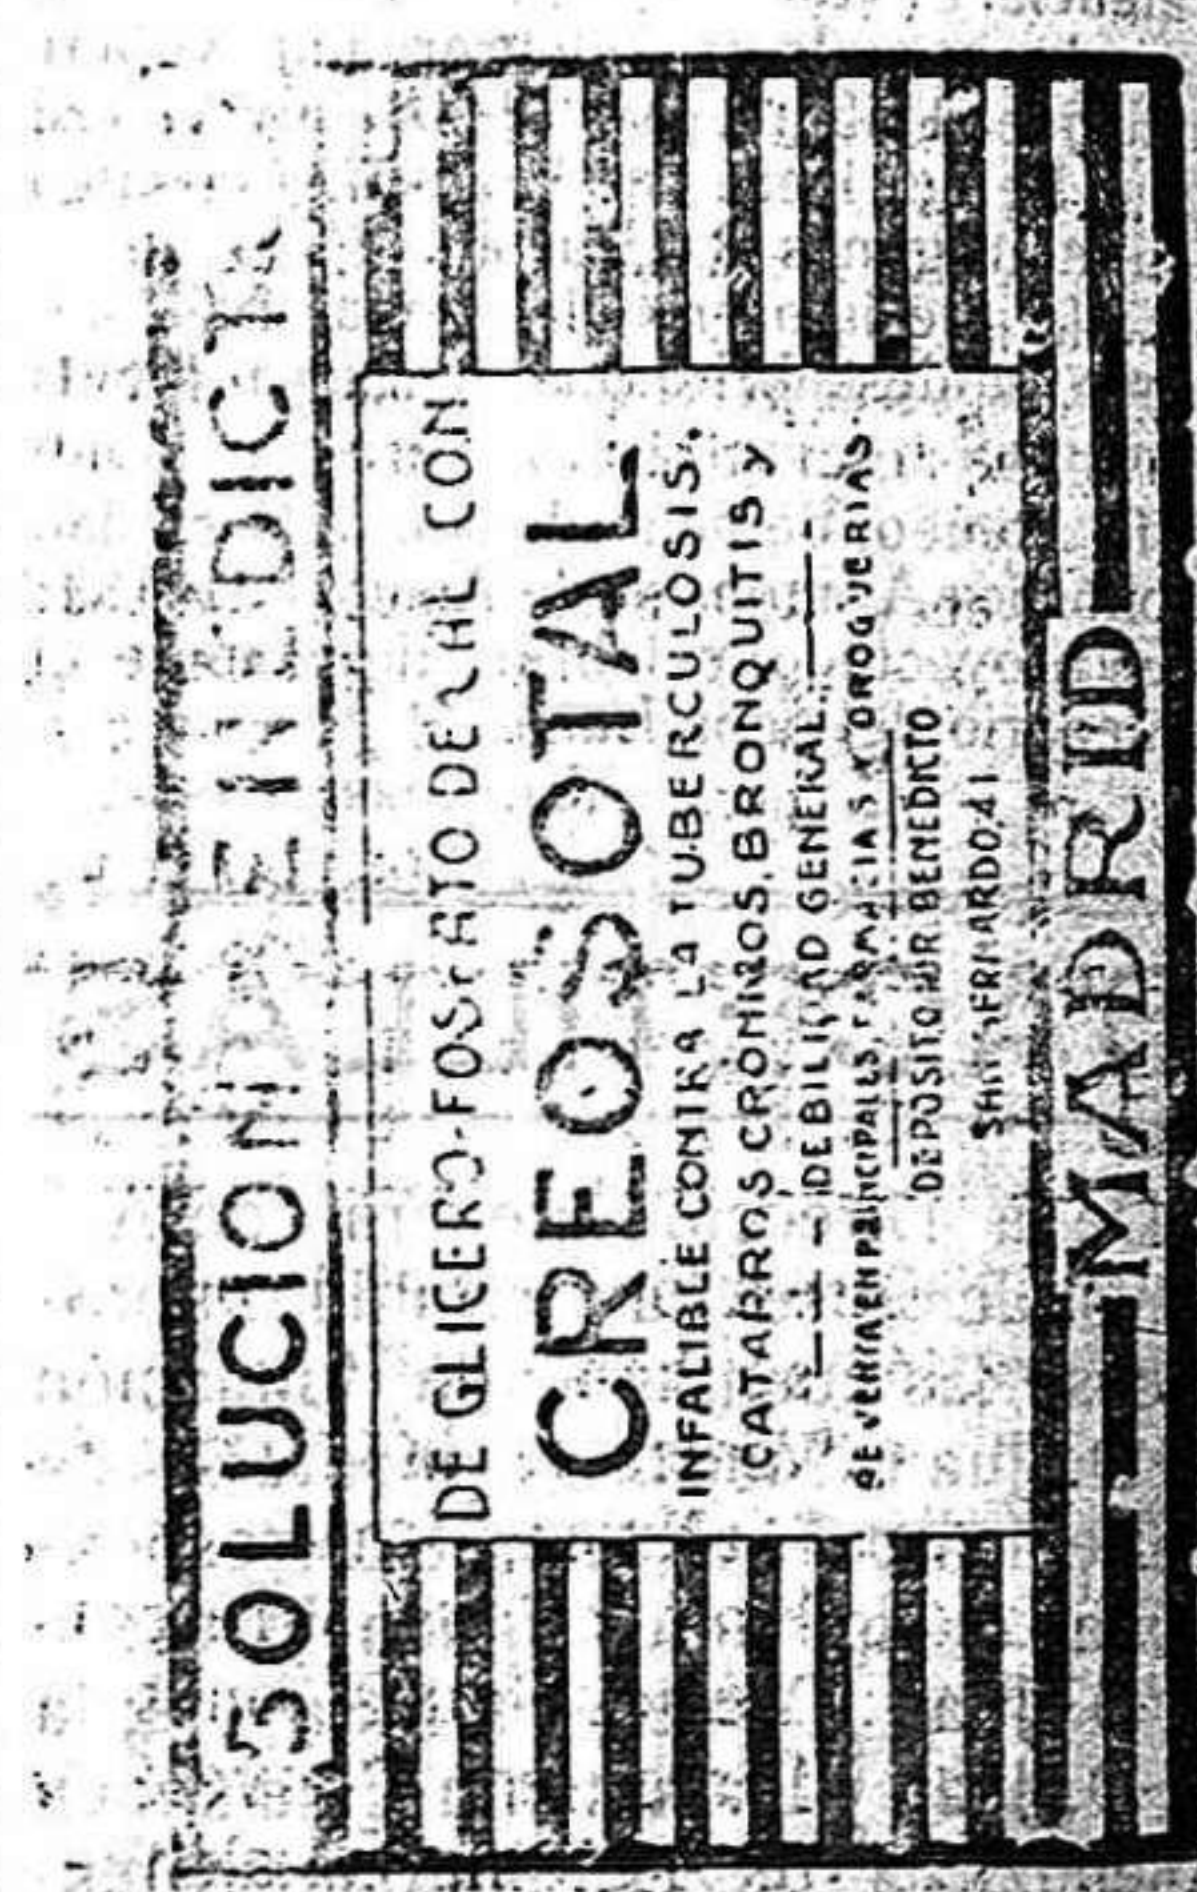 SOLUCION BENEDICTO
DE GLICERO-FOSFATO DE CAL CON
CREOSOTAL
INFALIBLE CONTRA LA TUBERCULOSIS,
CATARROS CRONICOS, BRONQUITIS y
DEBILIDAD GENERAL.
DE VENTA EN PRINCIPALES FARMACIAS Y DROGUERIAS
DEPOSITO DR. BENEDICTO
SAN BERNARDO 41
MADRID